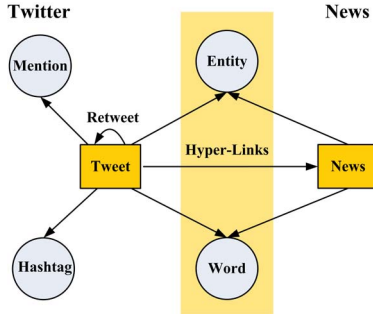 Twitter
News
Mention
Entity
Retweet
Tweet
Hyper-Links
News
Hashtag
Word